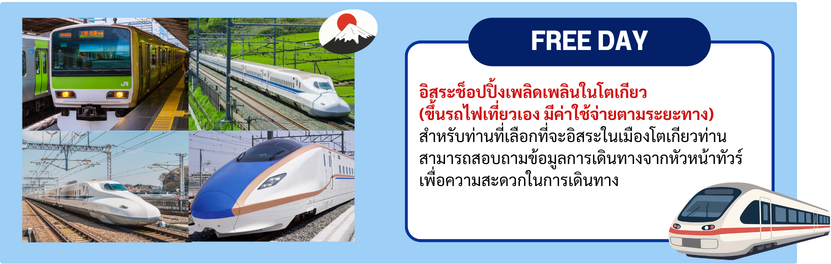 FREE DAY
อิสระช็อปปิ้งเพลิดเพลินในโตเกียว
(ขึ้นรถไฟเที่ยวเอง มีค่าใช้จ่ายตามระยะทาง)
สำหรับท่านที่เลือกที่จะอิสระในเมืองโตเกียวท่าน
สามารถสอบถามข้อมูลการเดินทางจากหัวหน้าทัวร์
เพื่อความสะดวกในการเดินทาง
JR